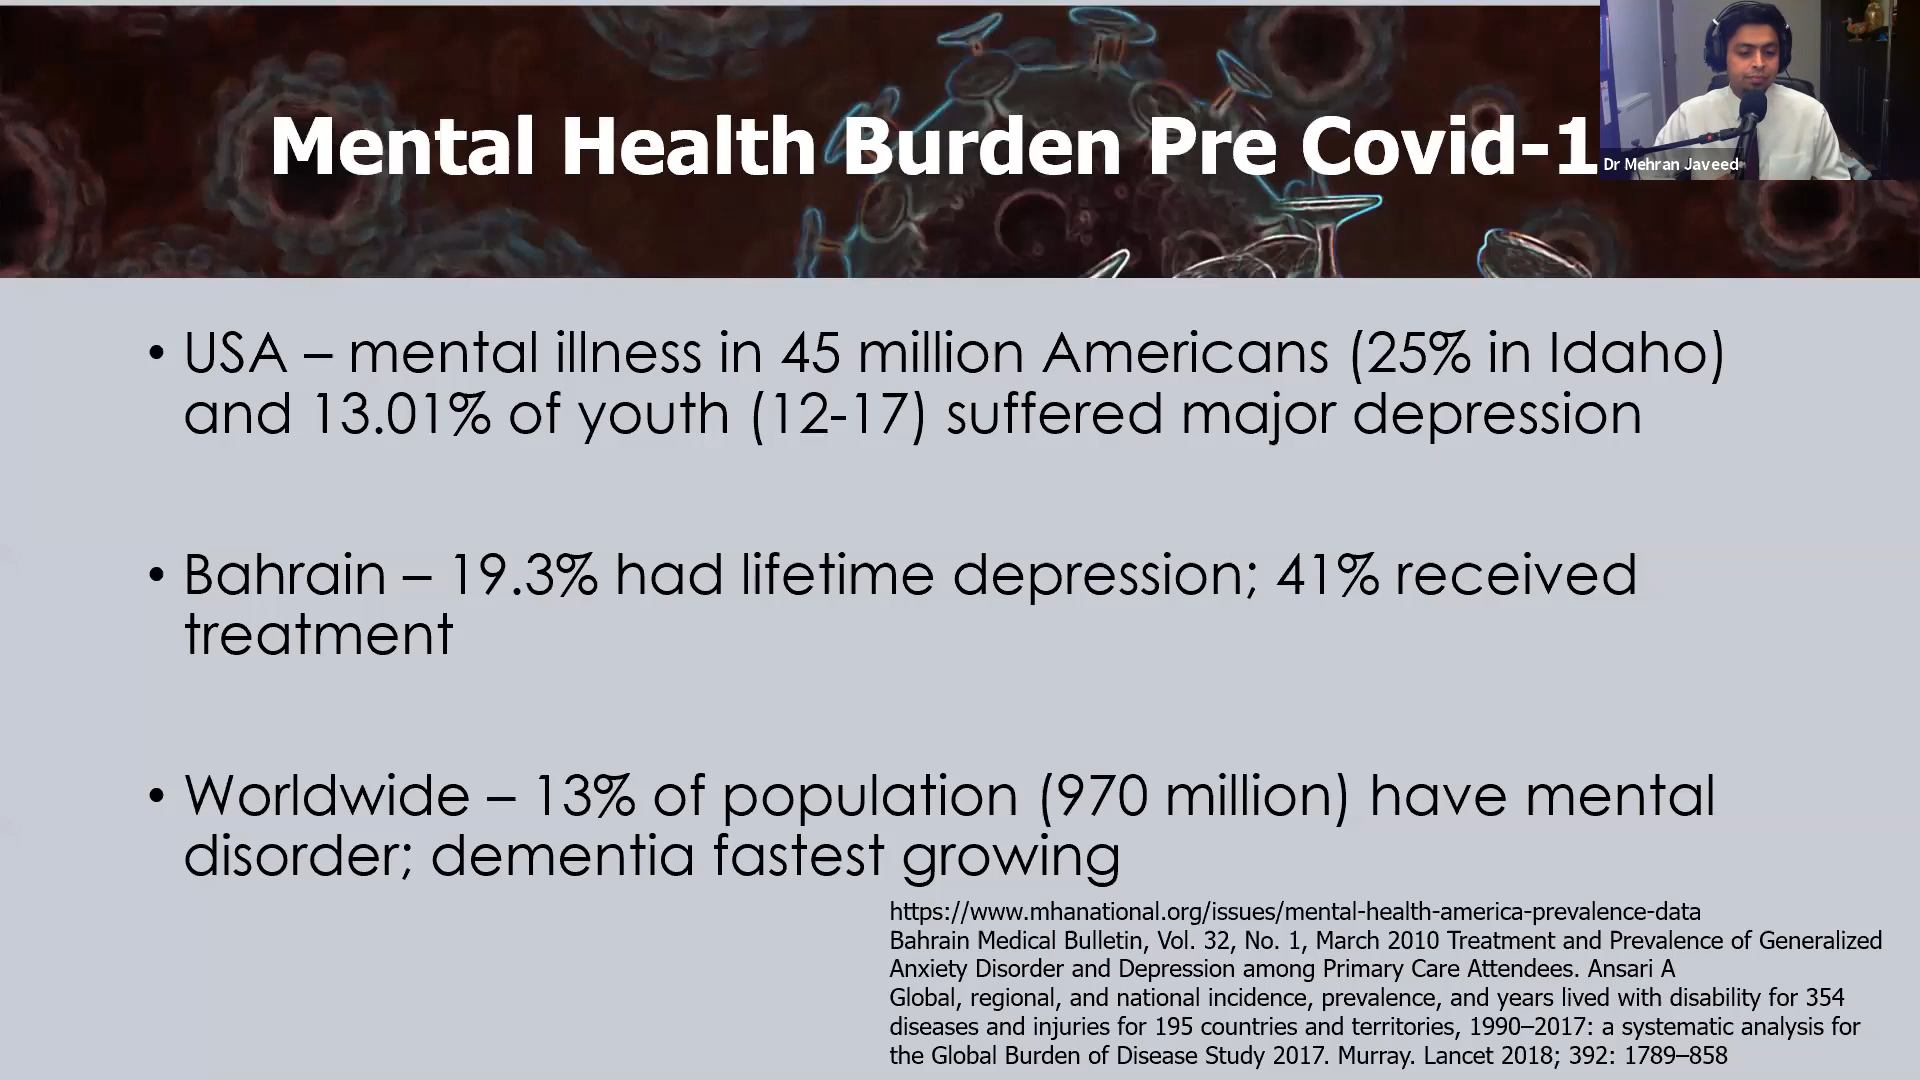 Mental Health Burden Pre Covid-1
Dr Mehran Javeed
• USA – mental illness in 45 million Americans (25% in Idaho)
and 13.01% of youth (12-17) suffered major depression
• Bahrain – 19.3% had lifetime depression; 41% received
treatment
• Worldwide – 13% of population (970 million) have mental
disorder; dementia fastest growing
https://www.mhanational.org/issues/mental-health-america-prevalence-data
Bahrain Medical Bulletin, Vol. 32, No. 1, March 2010 Treatment and Prevalence of Generalized
Anxiety Disorder and Depression among Primary Care Attendees. Ansari A
Global, regional, and national incidence, prevalence, and years lived with disability for 354
diseases and injuries for 195 countries and territories, 1990–2017: a systematic analysis for
the Global Burden of Disease Study 2017. Murray. Lancet 2018; 392: 1789–858